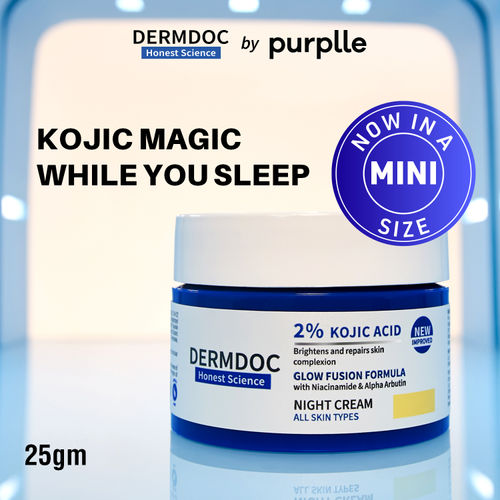 DERMDOC
Honest Science
by purplle
KOJIC MAGIC
WHILE YOU SLEEP
NOW IN A
MINI
SIZE
2% KOJIC ACID
Brightens and repairs skin
complexion
NEW
IMPROVED
DERMDOC
Honest Science
GLOW FUSION FORMULA
with Niacinamide & Alpha Arbutin
NIGHT CREAM
ALL SKIN TYPES
25gm